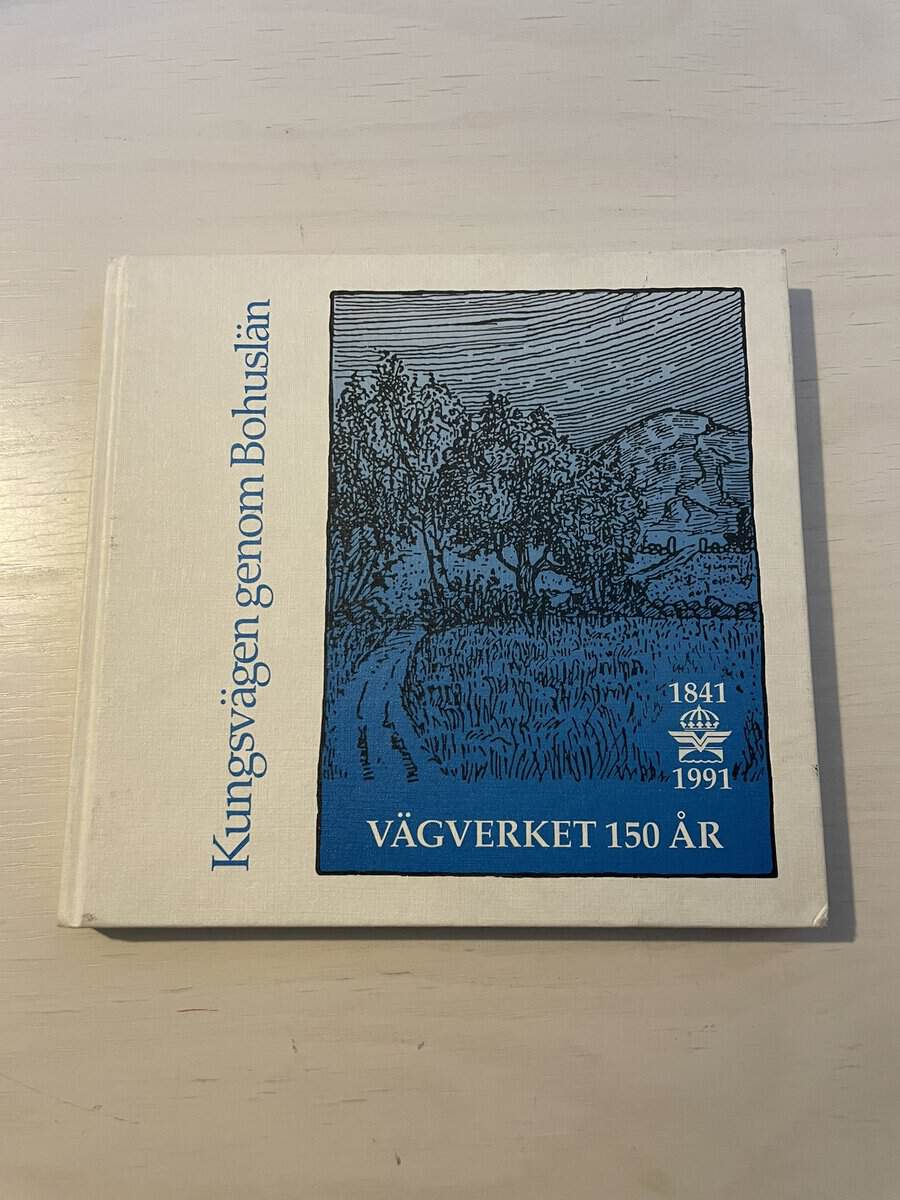 Kungsvägen genom Bohuslän
1841
1991
VÄGVERKET 150 ÅR